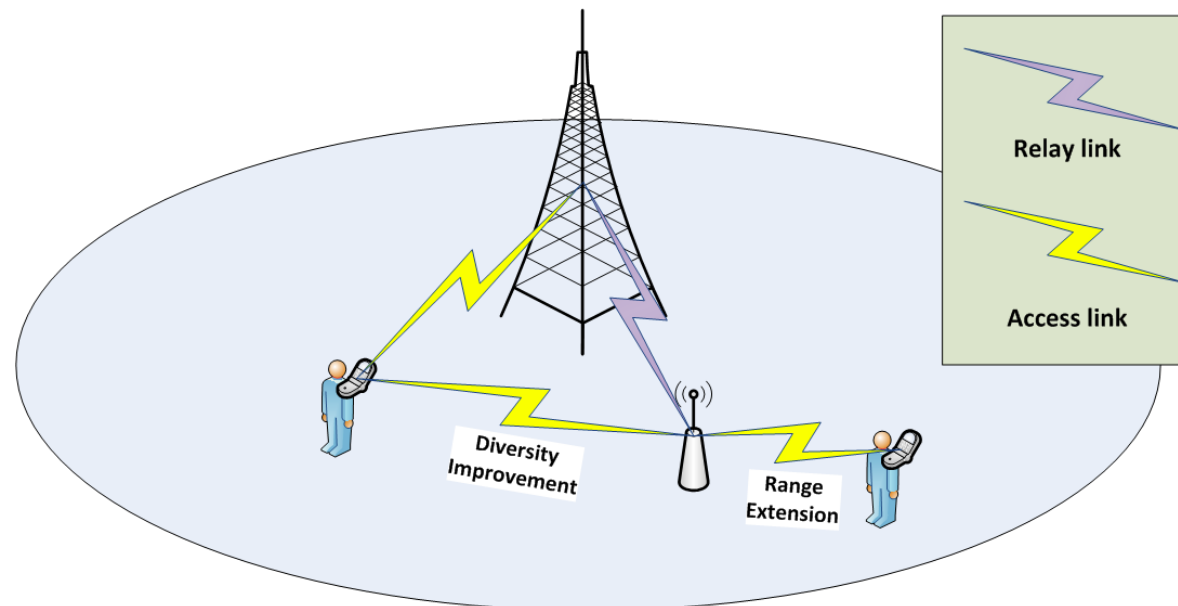 Relay link
Access link
Diversity
Improvement
Range
Extension